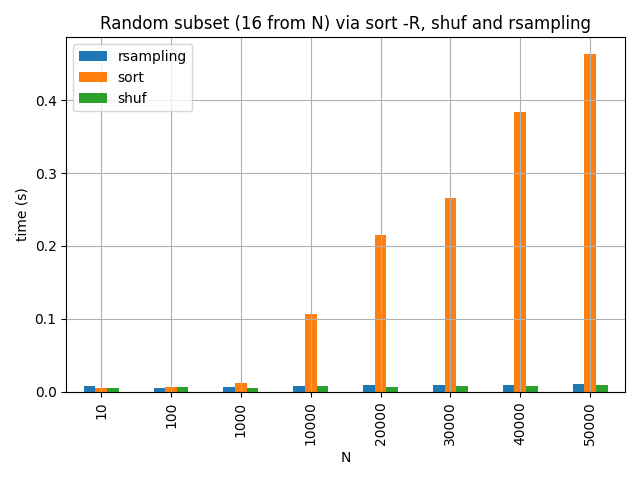 Random subset (16 from N) via sort -R, shuf and rsampling
rsampling
sort
shuf
time (s)
0.4
0.3
0.2
0.1
0.0
10
100
1000
10000
20000
30000
40000
50000
N